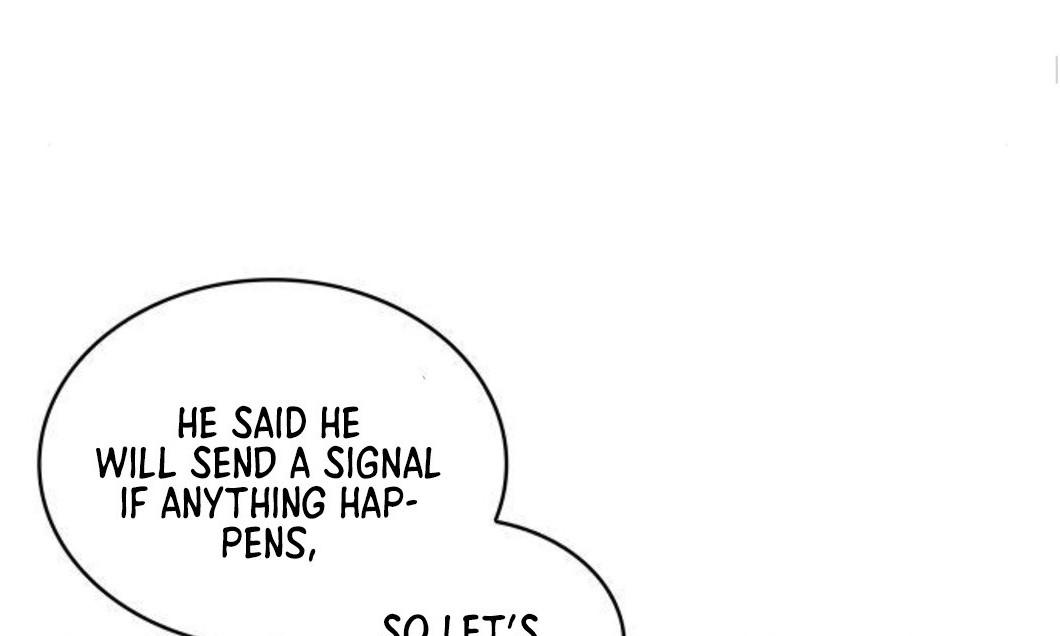 HE SAID HE
WILL SEND A SIGNAL
IF ANYTHING HAP-
PENS,
SO LET'S